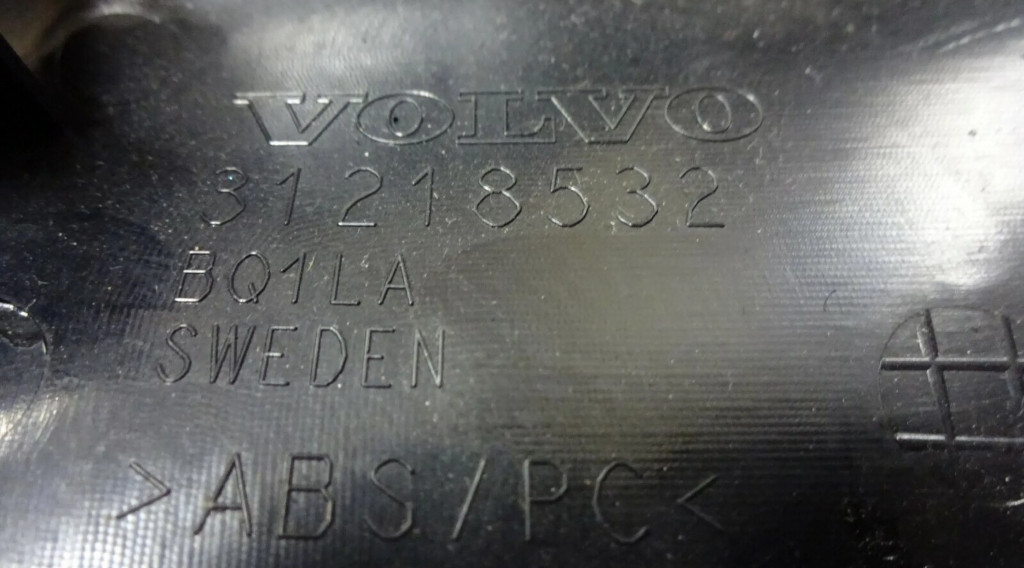 VOLVO
31218532
BQ1LA
SWEDEN
>ABS/PC<